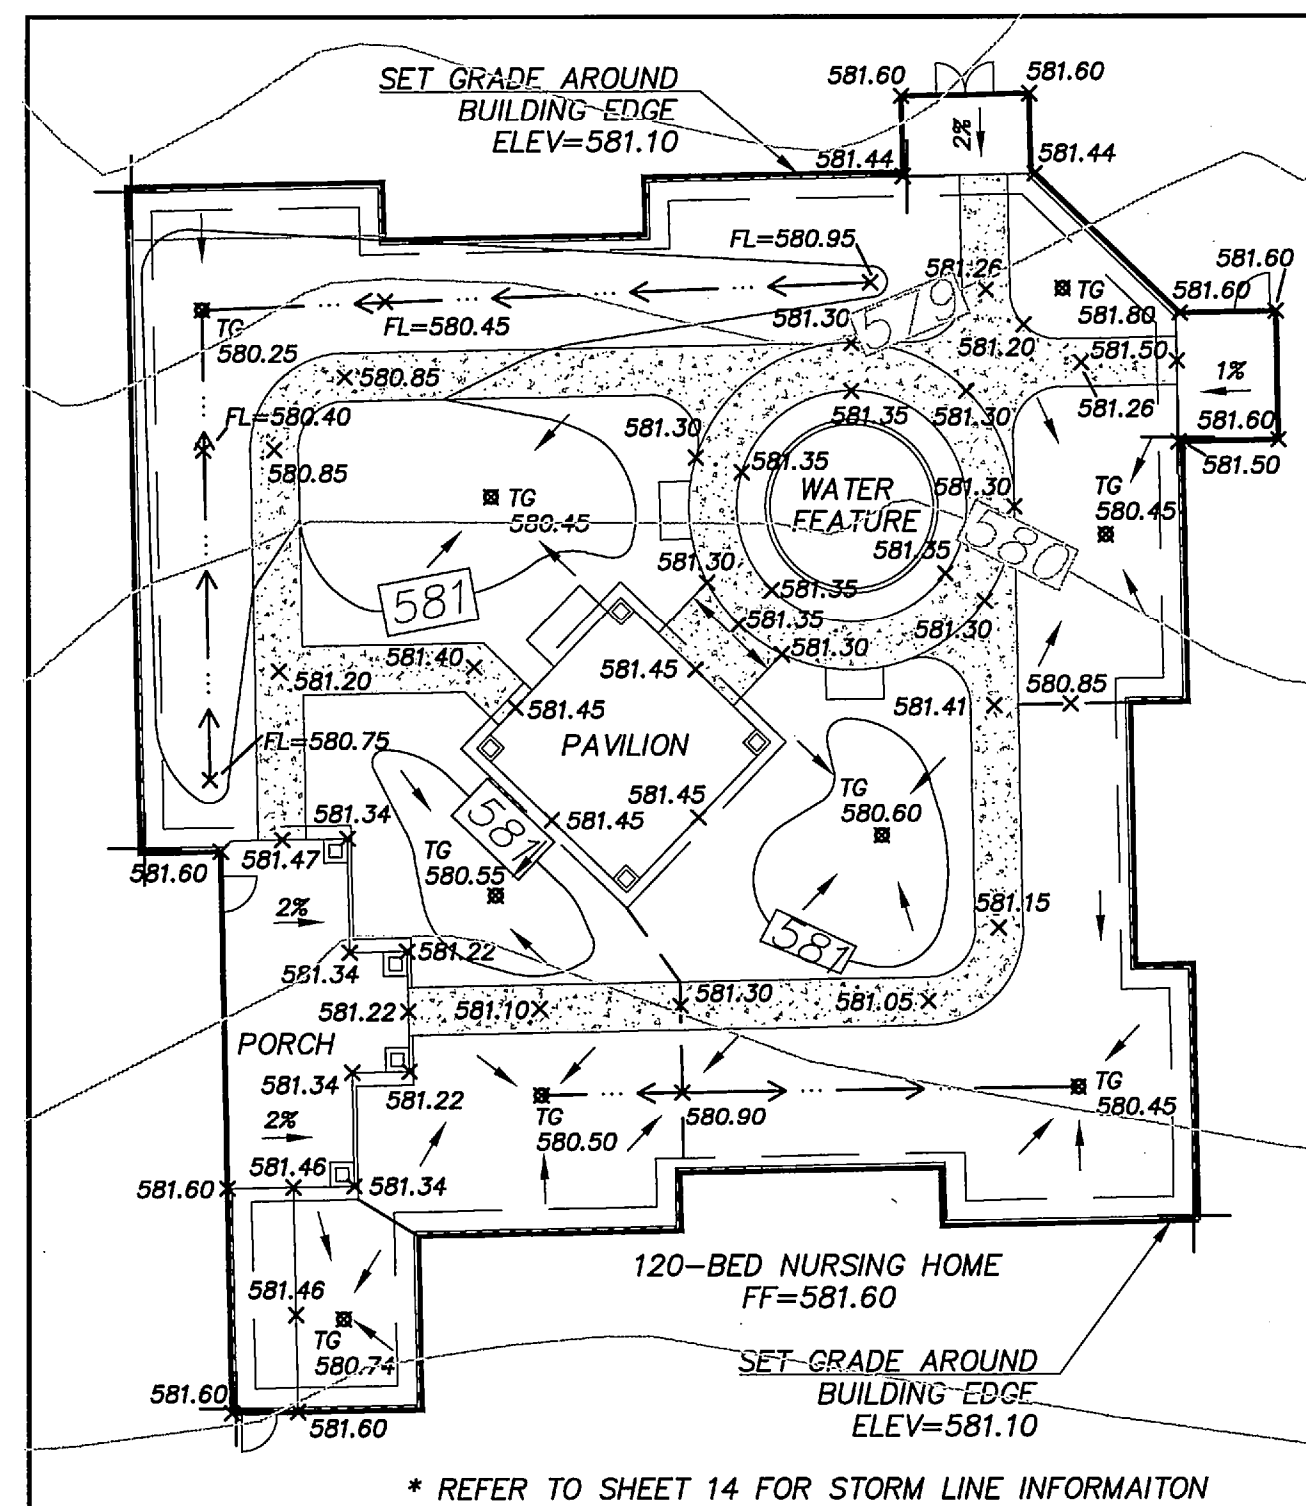 SET GRADE AROUND
BUILDING EDGE
ELEV=581.10
581.60
581.60
2%
581.44
581.44
FL=580.95
581.26
581.60
581.60
TG
581.80
581.30
579
FL=580.45
TG
580.25
581.20
581.50
1%
580.85
581.26
FL=580.40
581.35
581.30
581.60
581.30
581.50
580.85
581.35
WATER
FEATURE
581.30
TG
580.45
TG
580.45
580
581.35
581.30
581.35
581
581.35
581.30
581.30
581.40
581.45
581.20
580.85
581.45
581.41
PAVILION
FL=580.75
TG
580.60
581.45
581.45
581
581.34
581.47
TG
580.55
581.60
2%
581.15
581
581.22
581.34
581.30
581.05
581.22
581.10
PORCH
581.34
581.22
TG
580.45
580.90
TG
580.50
2%
581.46
581.34
581.60
120-BED NURSING HOME
FF=581.60
581.46
TG
580.74
SET GRADE AROUND
BUILDING EDGE
ELEV=581.10
581.60
581.60
* REFER TO SHEET 14 FOR STORM LINE INFORMAITON